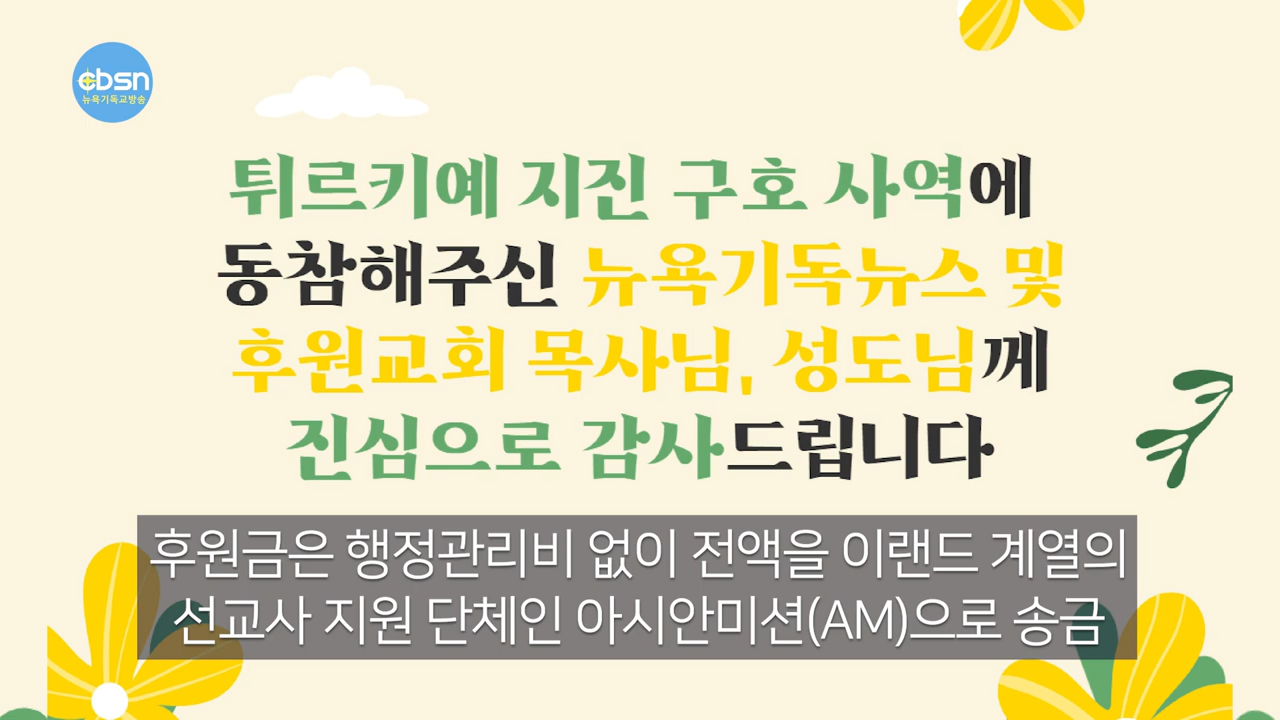 cbsn
뉴욕기독교방송
튀르키예 지진 구호 사역에
동참해주신 뉴욕기독뉴스 및
후원교회 목사님, 성도님께
진심으로 감사드립니다
후원금은 행정관리비 없이 전액을 이랜드 계열의
선교사 지원 단체인 아시안미션(AM)으로 송금